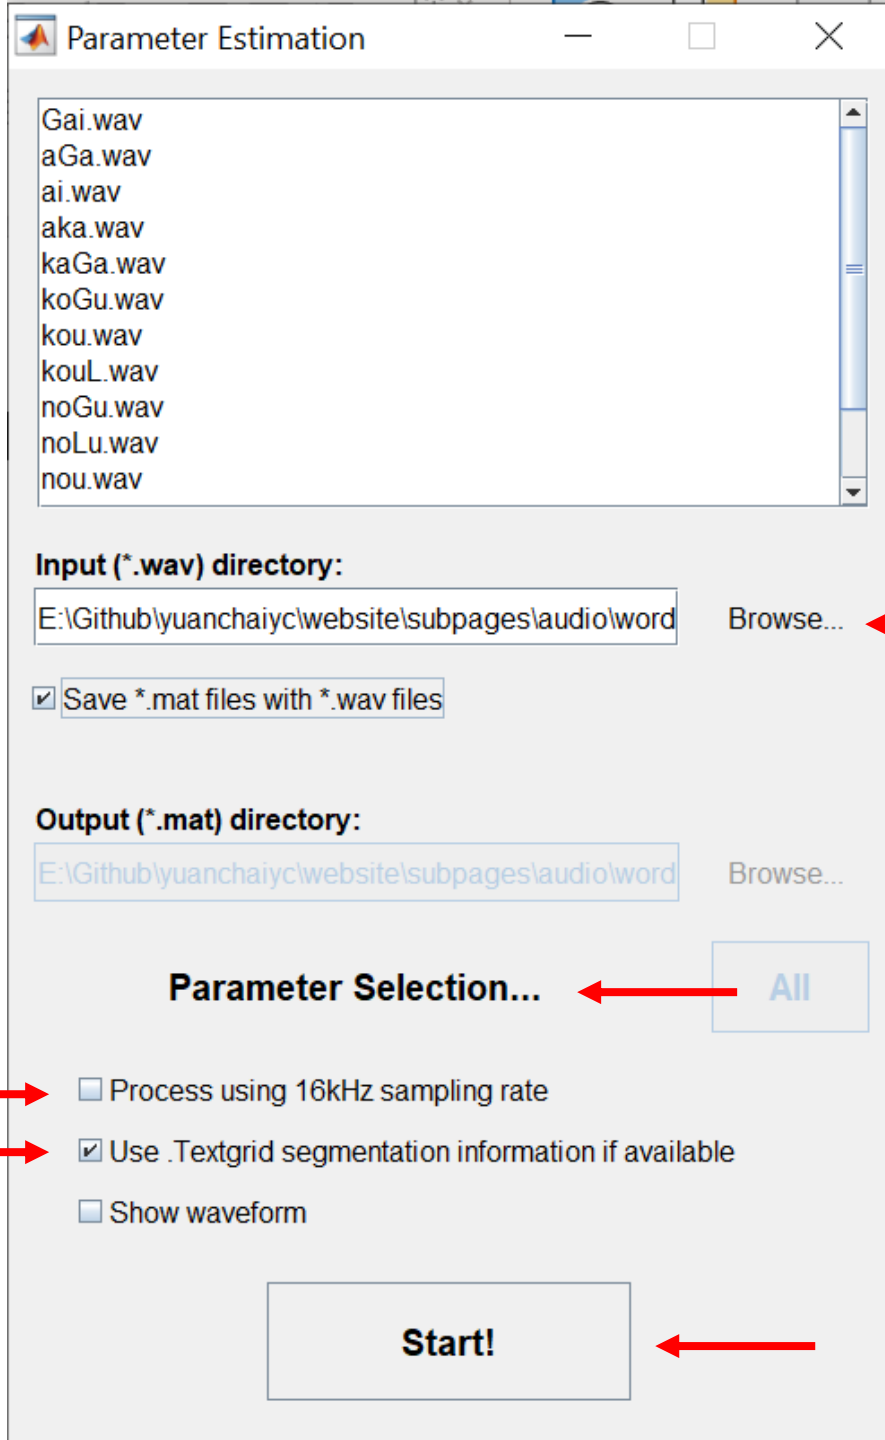 Parameter Estimation
Gai.wav
aGa.wav
ai.wav
aka.wav
kaGa.wav
koGu.wav
kou.wav
kouL.wav
noGu.wav
noLu.wav
nou.wav
Input (*.wav) directory:
E:\Github\yuanchaiyc\website\subpages\audio\word Browse...
Save *.mat files with *.wav files
Output (*.mat) directory:
E:\Github\yuanchaiyc\website\subpages\audio\word Browse...
Parameter Selection... All
Process using 16kHz sampling rate
Use .Textgrid segmentation information if available
Show waveform
Start!